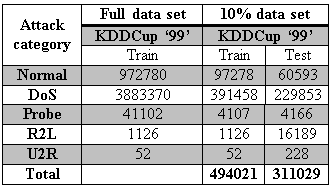 Attack category Full data set 10% data set
KDDCup ‘99’ KDDCup ‘99’
Train Train Test
Normal 972780 97278 60593
DoS 3883370 391458 229853
Probe 41102 4107 4166
R2L 1126 1126 16189
U2R 52 52 228
Total 494021 311029